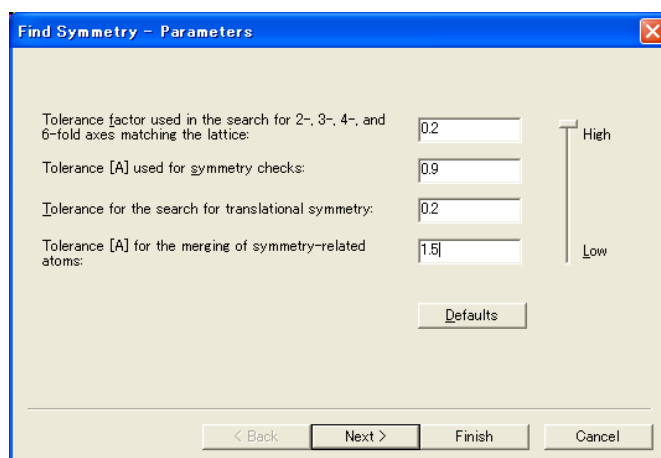 Find Symmetry - Parameters
Tolerance factor used in the search for 2-, 3-, 4-, and
6-fold axes matching the lattice:
0.2
High
Tolerance [A] used for symmetry checks:
0.9
Tolerance for the search for translational symmetry:
0.2
Tolerance [A] for the merging of symmetry-related
atoms:
1.5
Low
Defaults
< Back
Next >
Finish
Cancel